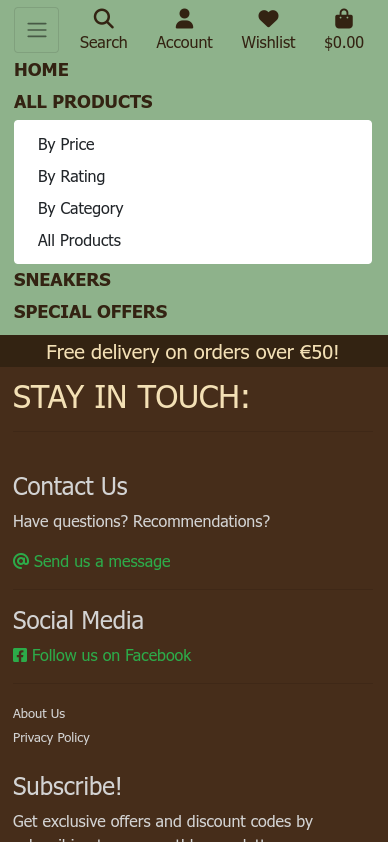 Search Account Wishlist $0.00
HOME
ALL PRODUCTS
By Price
By Rating
By Category
All Products
SNEAKERS
SPECIAL OFFERS
Free delivery on orders over €50!
STAY IN TOUCH:
Contact Us
Have questions? Recommendations?
Send us a message
Social Media
Follow us on Facebook
About Us
Privacy Policy
Subscribe!
Get exclusive offers and discount codes by